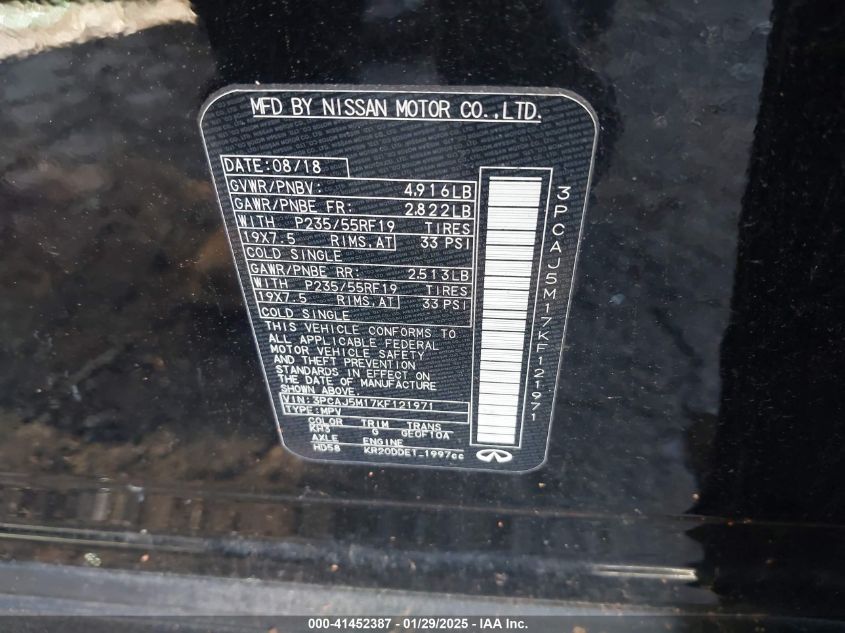 MFD BY NISSAN MOTOR CO.,LTD.
DATE:08/18
GVWR/PNBV: 4,916LB
GAWR/PNBE FR: 2,822LB
WITH P235/55RF19 TIRES
19X7.5 RIMS,AT 33 PSI
COLD SINGLE
GAWR/PNBE RR: 2,513LB
WITH P235/55RF19 TIRES
19X7.5 RIMS,AT 33 PSI
COLD SINGLE
THIS VEHICLE CONFORMS TO
ALL APPLICABLE FEDERAL
MOTOR VEHICLE SAFETY
AND THEFT PREVENTION
STANDARDS IN EFFECT ON
THE DATE OF MANUFACTURE
SHOWN ABOVE.
VIN: 3PCAJ5M17KF121971
TYPE:MPV
COLOR TRIM TRANS
KH3 G GE0F10A
AXLE ENGINE
HD58 KR20DDET 1997cc
3PCAJ5M17KF121971
000-41452387 - 01/29/2025 - IAA Inc.